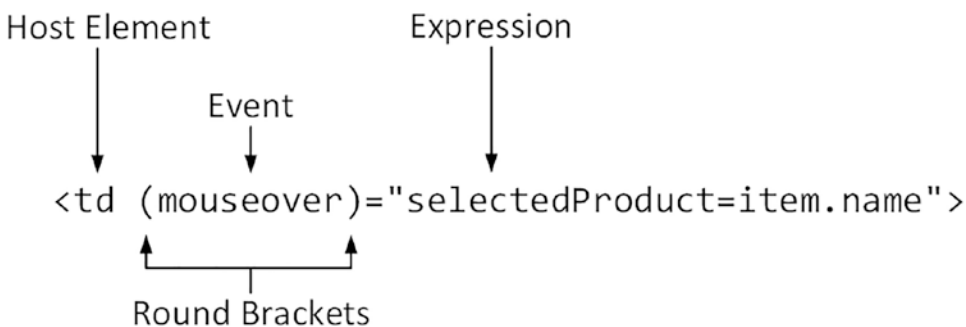 Host Element
Expression
Event
<td (mouseover)="selectedProduct=item.name">
Round Brackets